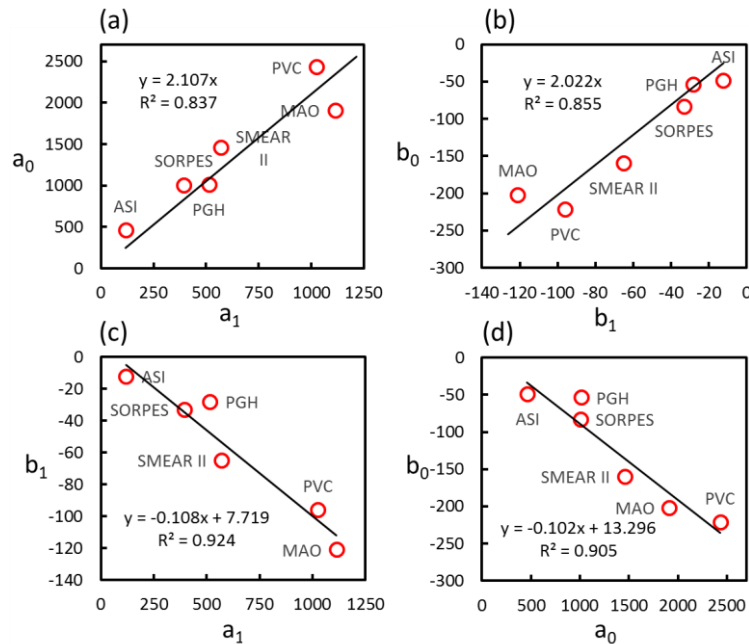 (a)
2500
2000
1500
1000
500
0
a0
y = 2.107x
R² = 0.837
PVC
MAO
SMEAR
II
SORPES
PGH
ASI
0 250 500 750 1000 1250
a1
(b)
0
-50
-100
-150
-200
-250
-300
b0
y = 2.022x
R² = 0.855
ASI
PGH
SORPES
SMEAR II
MAO
PVC
-140 -120 -100 -80 -60 -40 -20 0
b1
(c)
0
-20
-40
-60
-80
-100
-120
-140
b1
ASI
SORPES
PGH
SMEAR II
PVC
y = -0.108x + 7.719
R² = 0.924
MAO
0 250 500 750 1000 1250
a1
(d)
0
-50
-100
-150
-200
-250
-300
b0
PGH
ASI
SORPES
SMEAR II
MAO
PVC
y = -0.102x + 13.296
R² = 0.905
0 500 1000 1500 2000 2500
a0